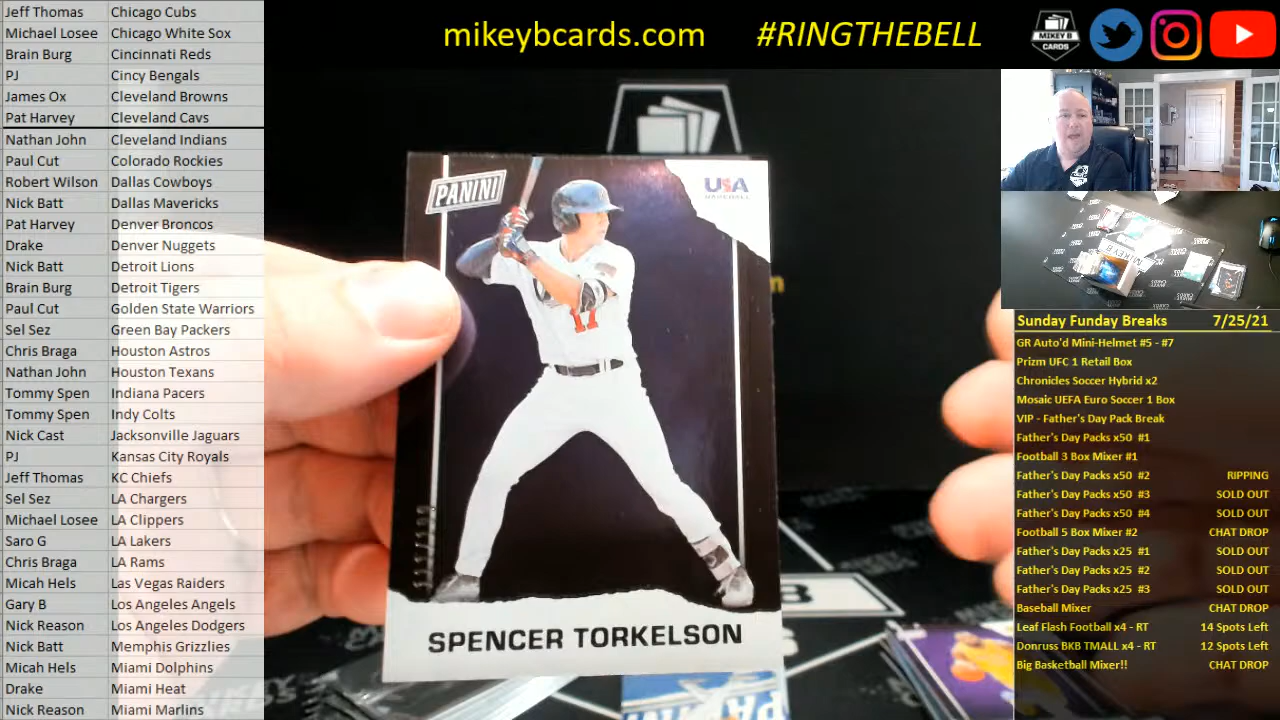 Jeff Thomas Chicago Cubs
Michael Losee Chicago White Sox
Brain Burg Cincinnati Reds
PJ Cincy Bengals
James Ox Cleveland Browns
Pat Harvey Cleveland Cavs
Nathan John Cleveland Indians
Paul Cut Colorado Rockies
Robert Wilson Dallas Cowboys
Nick Batt Dallas Mavericks
Pat Harvey Denver Broncos
Drake Denver Nuggets
Nick Batt Detroit Lions
Brain Burg Detroit Tigers
Paul Cut Golden State Warriors
Sel Sez Green Bay Packers
Chris Braga Houston Astros
Nathan John Houston Texans
Tommy Spen Indiana Pacers
Tommy Spen Indy Colts
Nick Cast Jacksonville Jaguars
PJ Kansas City Royals
Jeff Thomas KC Chiefs
Sel Sez LA Chargers
Michael Losee LA Clippers
Saro G LA Lakers
Chris Braga LA Rams
Micah Hels Las Vegas Raiders
Gary B Los Angeles Angels
Nick Reason Los Angeles Dodgers
Nick Batt Memphis Grizzlies
Micah Hels Miami Dolphins
Drake Miami Heat
Nick Reason Miami Marlins
mikeybcards.com #RINGTHEBELL
MIKEY B
CARDS
PANINI
USA
BASEBALL
17
SPENCER TORKELSON
Sunday Funday Breaks 7/25/21
GR Auto'd Mini-Helmet #5 - #7
Prizm UFC 1 Retail Box
Chronicles Soccer Hybrid x2
Mosaic UEFA Euro Soccer 1 Box
VIP - Father's Day Pack Break
Father's Day Packs x50 #1
Football 3 Box Mixer #1
Father's Day Packs x50 #2 RIPPING
Father's Day Packs x50 #3 SOLD OUT
Father's Day Packs x50 #4 SOLD OUT
Football 5 Box Mixer #2 CHAT DROP
Father's Day Packs x25 #1 SOLD OUT
Father's Day Packs x25 #2 SOLD OUT
Father's Day Packs x25 #3 SOLD OUT
Baseball Mixer CHAT DROP
Leaf Flash Football x4 - RT 14 Spots Left
Donruss BKB TMALL x4 - RT 12 Spots Left
Big Basketball Mixer!! CHAT DROP